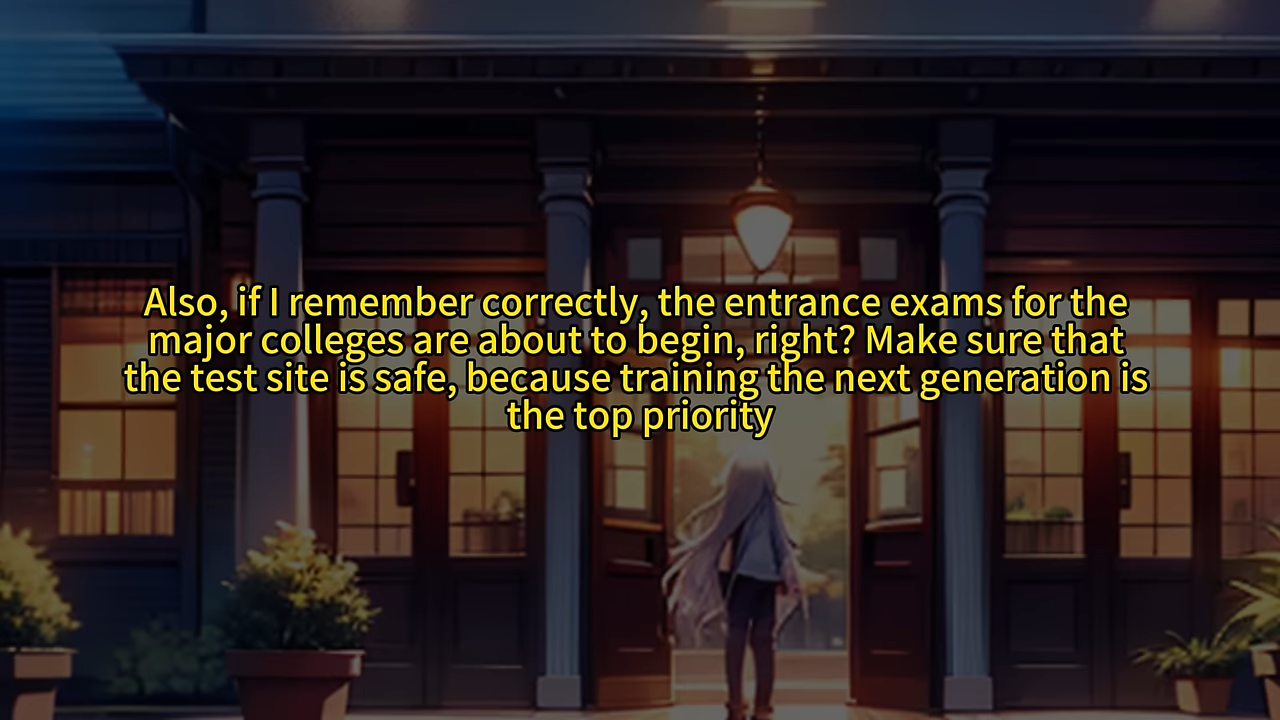 Also, if I remember correctly, the entrance exams for the
major colleges are about to begin, right? Make sure that
the test site is safe, because training the next generation is
the top priority